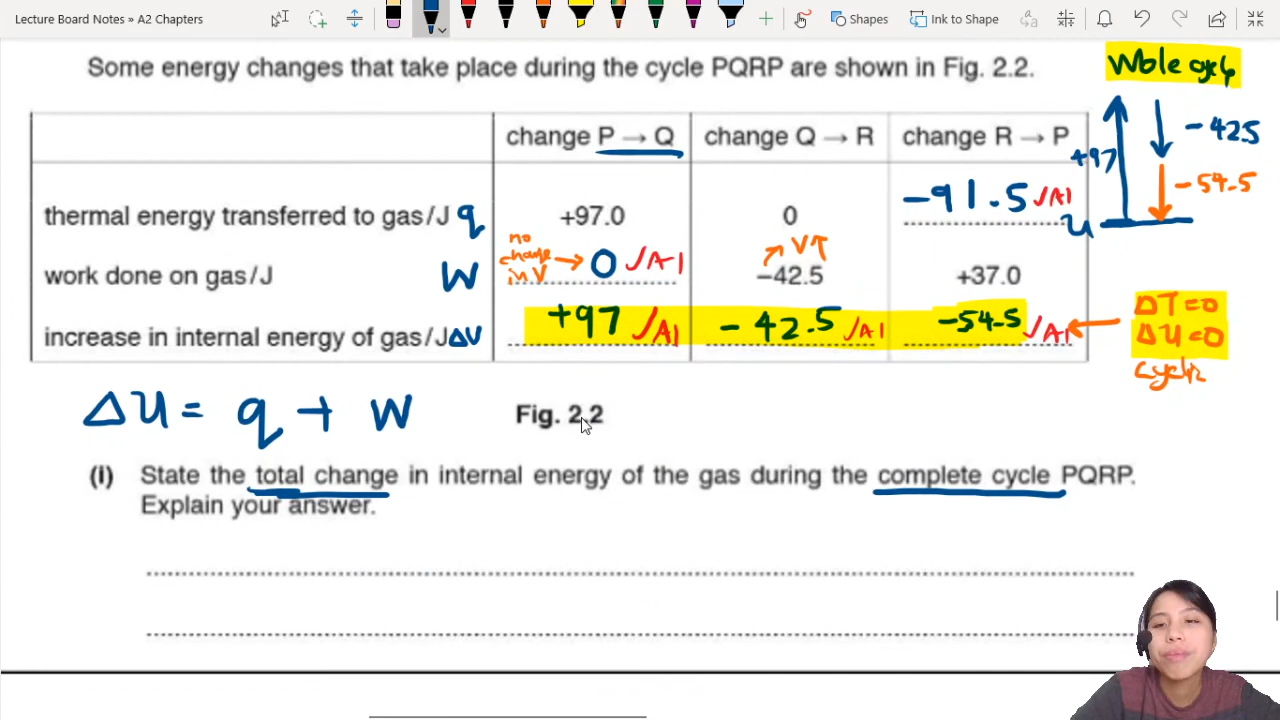 Lecture Board Notes » A2 Chapters
Shapes
Ink to Shape
Some energy changes that take place during the cycle PQRP are shown in Fig. 2.2.
Wole cycle
change P → Q
change Q → R
change R → P
+97
-42.5
-54.5
U
thermal energy transferred to gas/J q
+97.0
0
-91.5 √A1
no change in V → 0 √A1
↗ V↑
work done on gas/J W
−42.5
+37.0
increase in internal energy of gas/J ΔU
+97 √A1
-42.5 √A1
-54.5 √A1
ΔT=0
ΔU=0
cyclic
ΔU = q + W
Fig. 2.2
(i) State the total change in internal energy of the gas during the complete cycle PQRP.
Explain your answer.